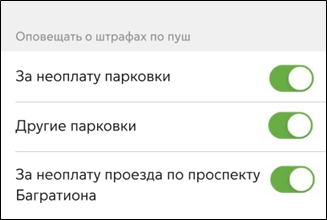 Оповещать о штрафах по пуш
За неоплату парковки
Другие парковки
За неоплату проезда по проспекту
Багратиона